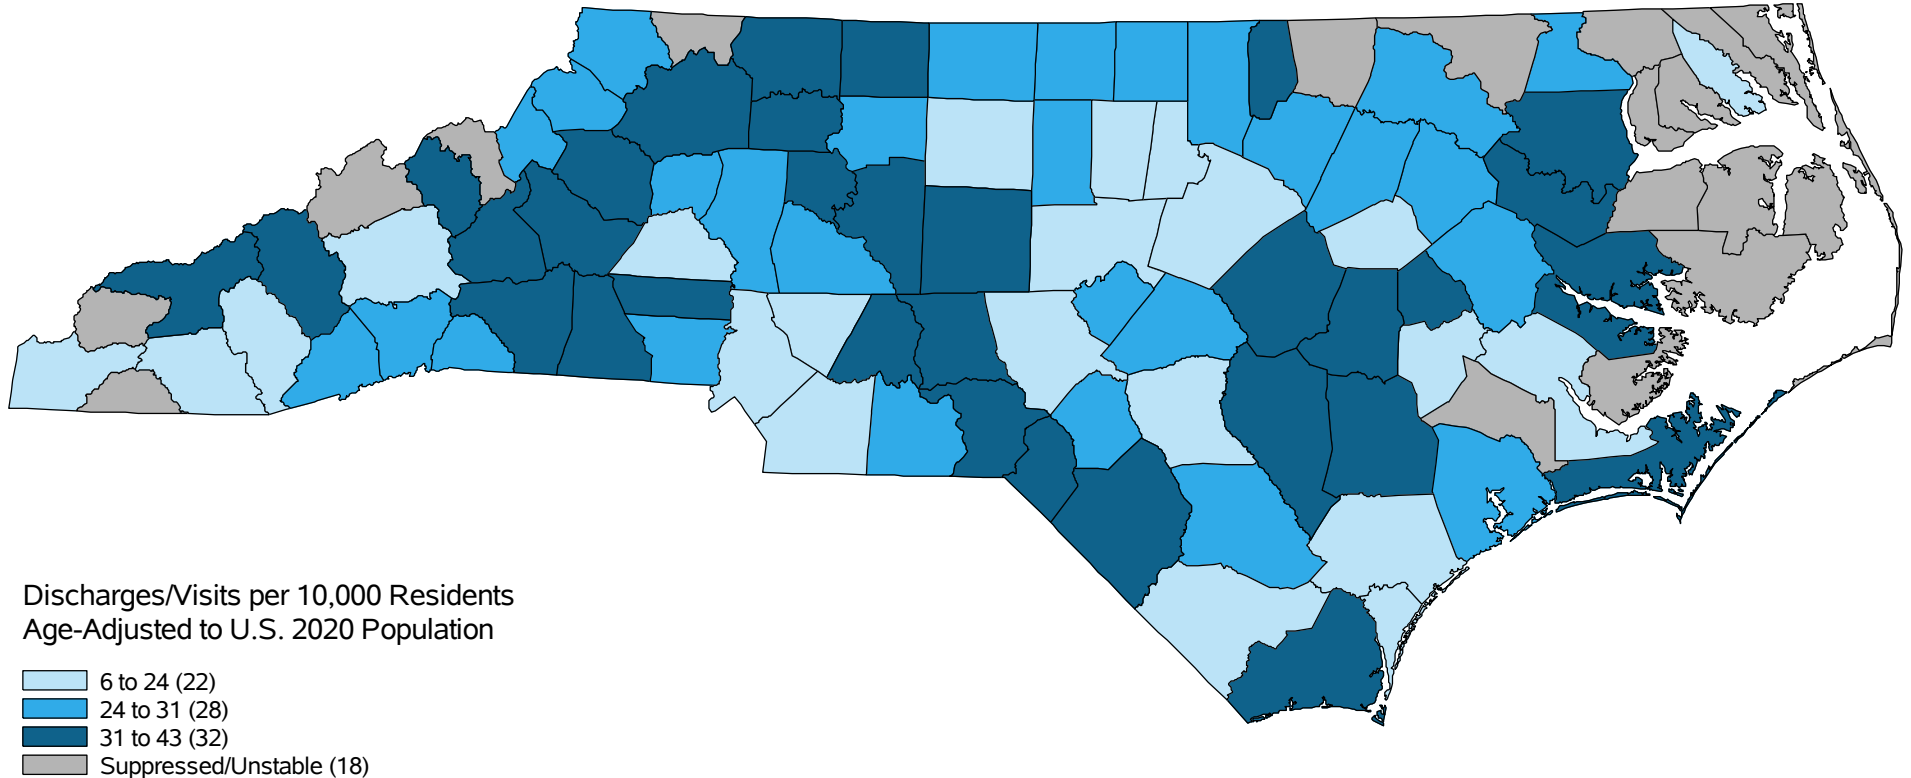 Discharges/Visits per 10,000 Residents
Age-Adjusted to U.S. 2020 Population
6 to 24 (22)
24 to 31 (28)
31 to 43 (32)
Suppressed/Unstable (18)